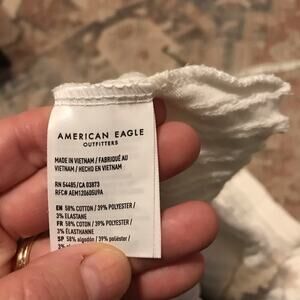 AMERICAN EAGLE
OUTFITTERS
MADE IN VIETNAM / FABRIQUÉ AU
VIETNAM / HECHO EN VIETNAM
RN 54485/CA 03873
RFC# AEM120605U9A
EN 58% COTTON / 39% POLYESTER /
3% ELASTANE
FR 58% COTON / 39% POLYESTER /
3% ÉLASTHANNE
SP 58% algodón / 39% poliéster /